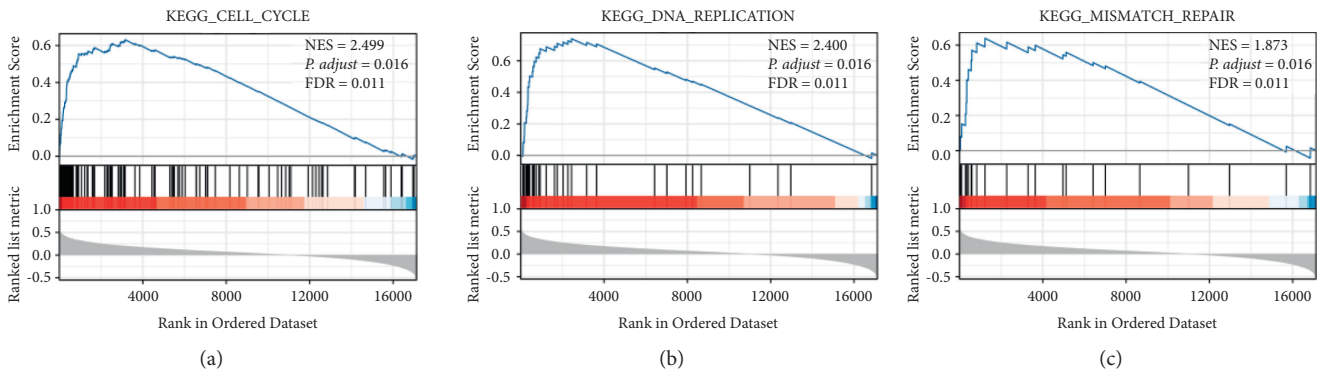 KEGG_CELL_CYCLE
NES = 2.499
P. adjust = 0.016
FDR = 0.011
Enrichment Score
0.6
0.4
0.2
0.0
Ranked list metric
1.0
0.5
0.0
-0.5
4000 8000 12000 16000
Rank in Ordered Dataset
(a)
KEGG_DNA_REPLICATION
NES = 2.400
P. adjust = 0.016
FDR = 0.011
Enrichment Score
0.6
0.4
0.2
0.0
Ranked list metric
1.0
0.5
0.0
-0.5
4000 8000 12000 16000
Rank in Ordered Dataset
(b)
KEGG_MISMATCH_REPAIR
NES = 1.873
P. adjust = 0.016
FDR = 0.011
Enrichment Score
0.6
0.4
0.2
0.0
Ranked list metric
1.0
0.5
0.0
-0.5
4000 8000 12000 16000
Rank in Ordered Dataset
(c)